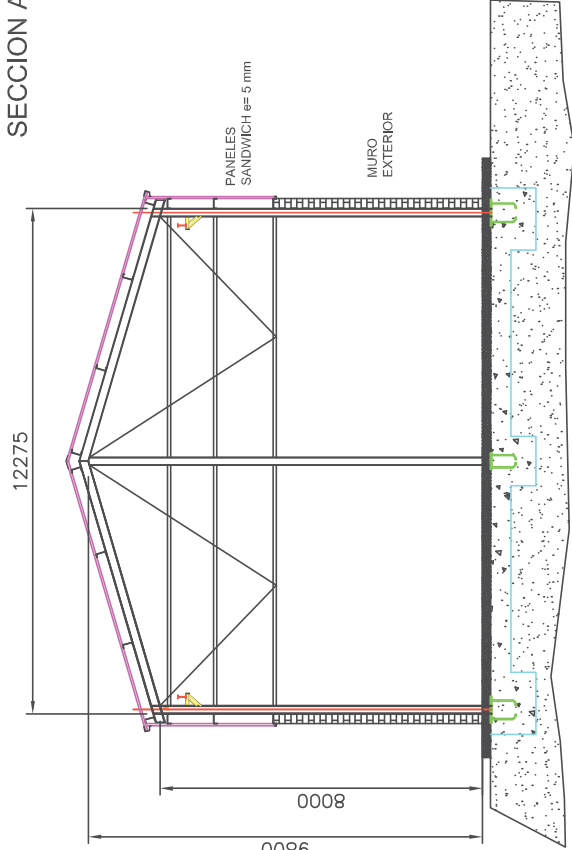 SECCION A
12275
PANELES
SANDWICH e= 5 mm
MURO
EXTERIOR
8000
9800